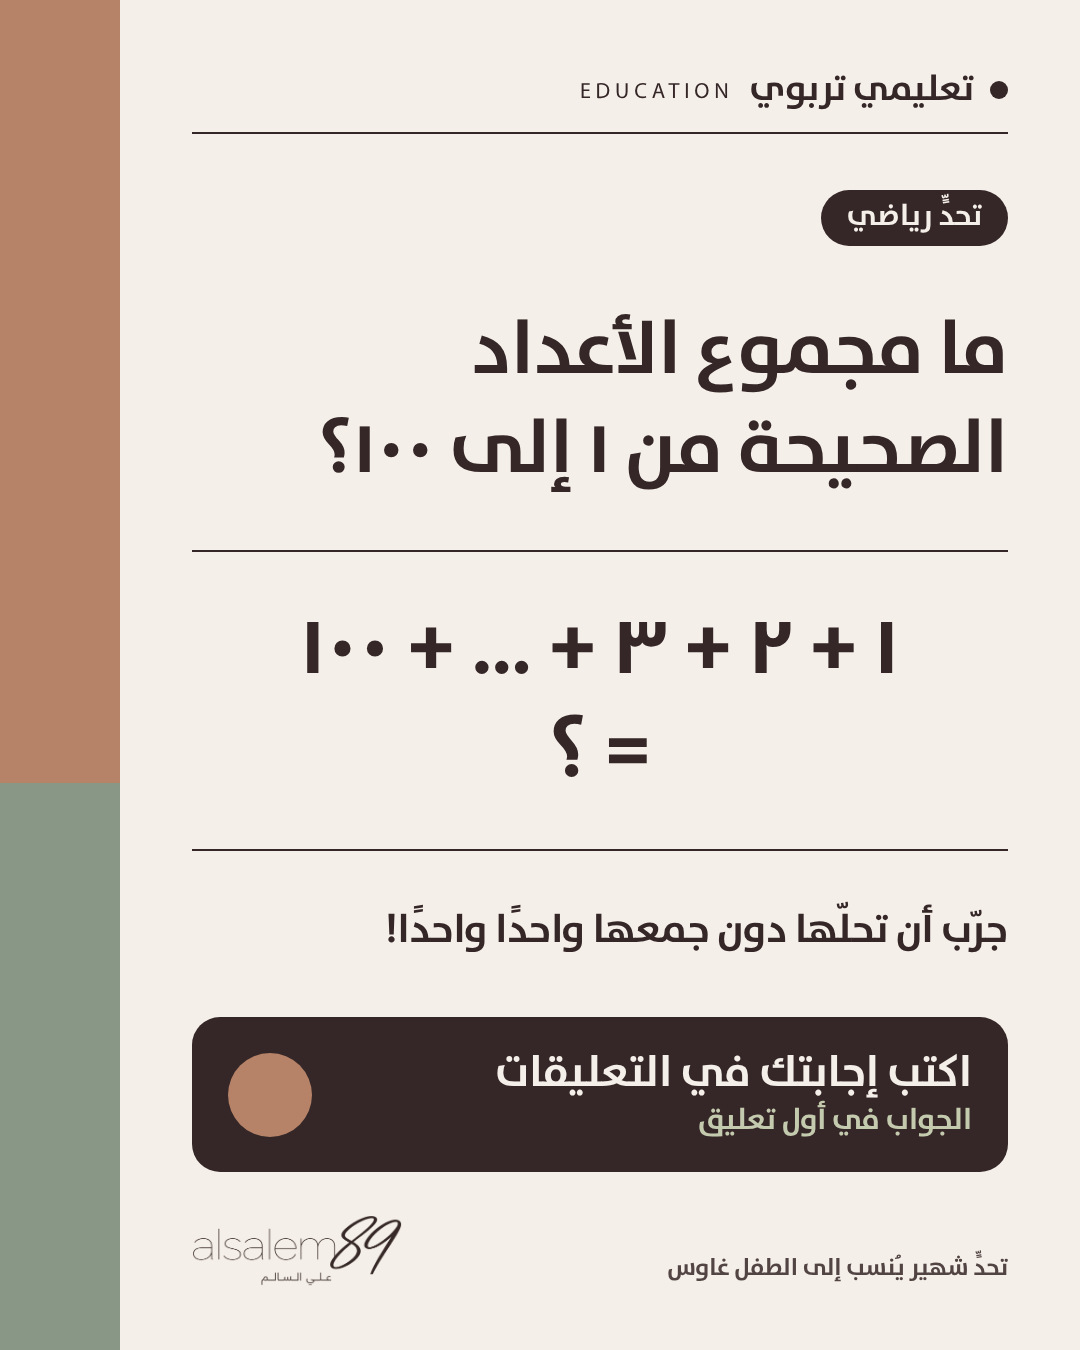 تعليمي تربوي EDUCATION
تحدٍّ رياضي
ما مجموع الأعداد
الصحيحة من ١ إلى ١٠٠؟
١ + ٢ + ٣ + ... + ١٠٠
= ؟
جرّب أن تحلّها دون جمعها واحدًا واحدًا!
اكتب إجابتك في التعليقات
الجواب في أول تعليق
تحدٍّ شهير يُنسب إلى الطفل غاوس
alsalem89
علي السالم